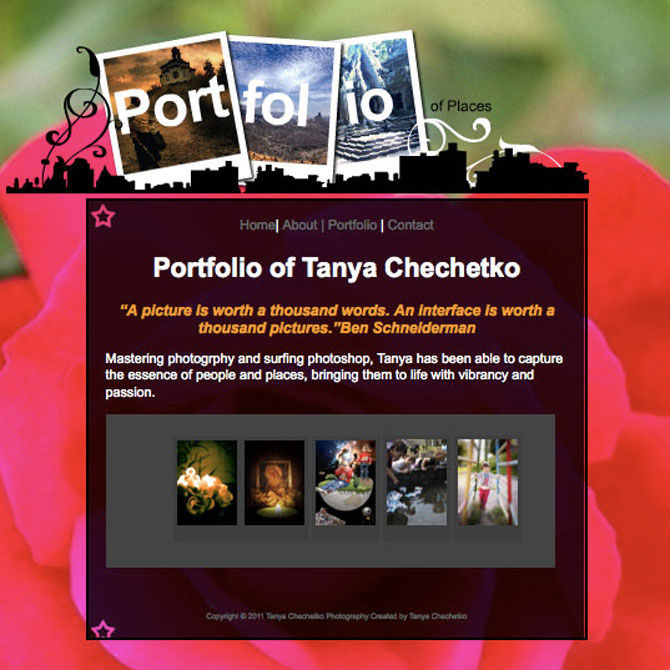 Portfolio
of Places
Home| About | Portfolio | Contact
Portfolio of Tanya Chechetko
“A picture is worth a thousand words. An interface is worth a
thousand pictures.”Ben Schneiderman
Mastering photogrphy and surfing photoshop, Tanya has been able to capture
the essence of people and places, bringing them to life with vibrancy and
passion.
Copyright © 2011 Tanya Chechetko Photography Created by Tanya Chechetko